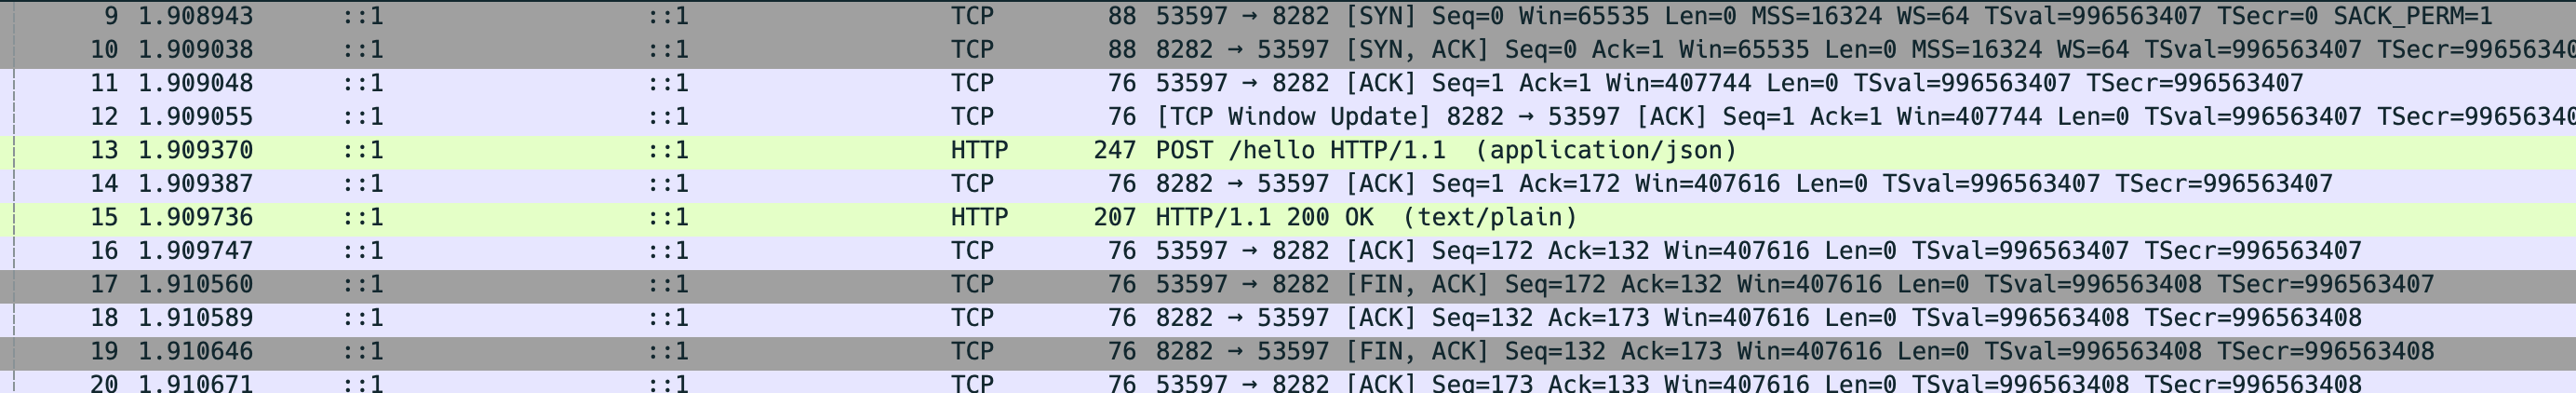 9 1.908943 ::1 ::1 TCP 88 53597 → 8282 [SYN] Seq=0 Win=65535 Len=0 MSS=16324 WS=64 TSval=996563407 TSecr=0 SACK_PERM=1
10 1.909038 ::1 ::1 TCP 88 8282 → 53597 [SYN, ACK] Seq=0 Ack=1 Win=65535 Len=0 MSS=16324 WS=64 TSval=996563407 TSecr=99656340
11 1.909048 ::1 ::1 TCP 76 53597 → 8282 [ACK] Seq=1 Ack=1 Win=407744 Len=0 TSval=996563407 TSecr=996563407
12 1.909055 ::1 ::1 TCP 76 [TCP Window Update] 8282 → 53597 [ACK] Seq=1 Ack=1 Win=407744 Len=0 TSval=996563407 TSecr=99656340
13 1.909370 ::1 ::1 HTTP 247 POST /hello HTTP/1.1 (application/json)
14 1.909387 ::1 ::1 TCP 76 8282 → 53597 [ACK] Seq=1 Ack=172 Win=407616 Len=0 TSval=996563407 TSecr=996563407
15 1.909736 ::1 ::1 HTTP 207 HTTP/1.1 200 OK (text/plain)
16 1.909747 ::1 ::1 TCP 76 53597 → 8282 [ACK] Seq=172 Ack=132 Win=407616 Len=0 TSval=996563407 TSecr=996563407
17 1.910560 ::1 ::1 TCP 76 53597 → 8282 [FIN, ACK] Seq=172 Ack=132 Win=407616 Len=0 TSval=996563408 TSecr=996563407
18 1.910589 ::1 ::1 TCP 76 8282 → 53597 [ACK] Seq=132 Ack=173 Win=407616 Len=0 TSval=996563408 TSecr=996563408
19 1.910646 ::1 ::1 TCP 76 8282 → 53597 [FIN, ACK] Seq=132 Ack=173 Win=407616 Len=0 TSval=996563408 TSecr=996563408
20 1.910671 ::1 ::1 TCP 76 53597 → 8282 [ACK] Seq=173 Ack=133 Win=407616 Len=0 TSval=996563408 TSecr=996563408